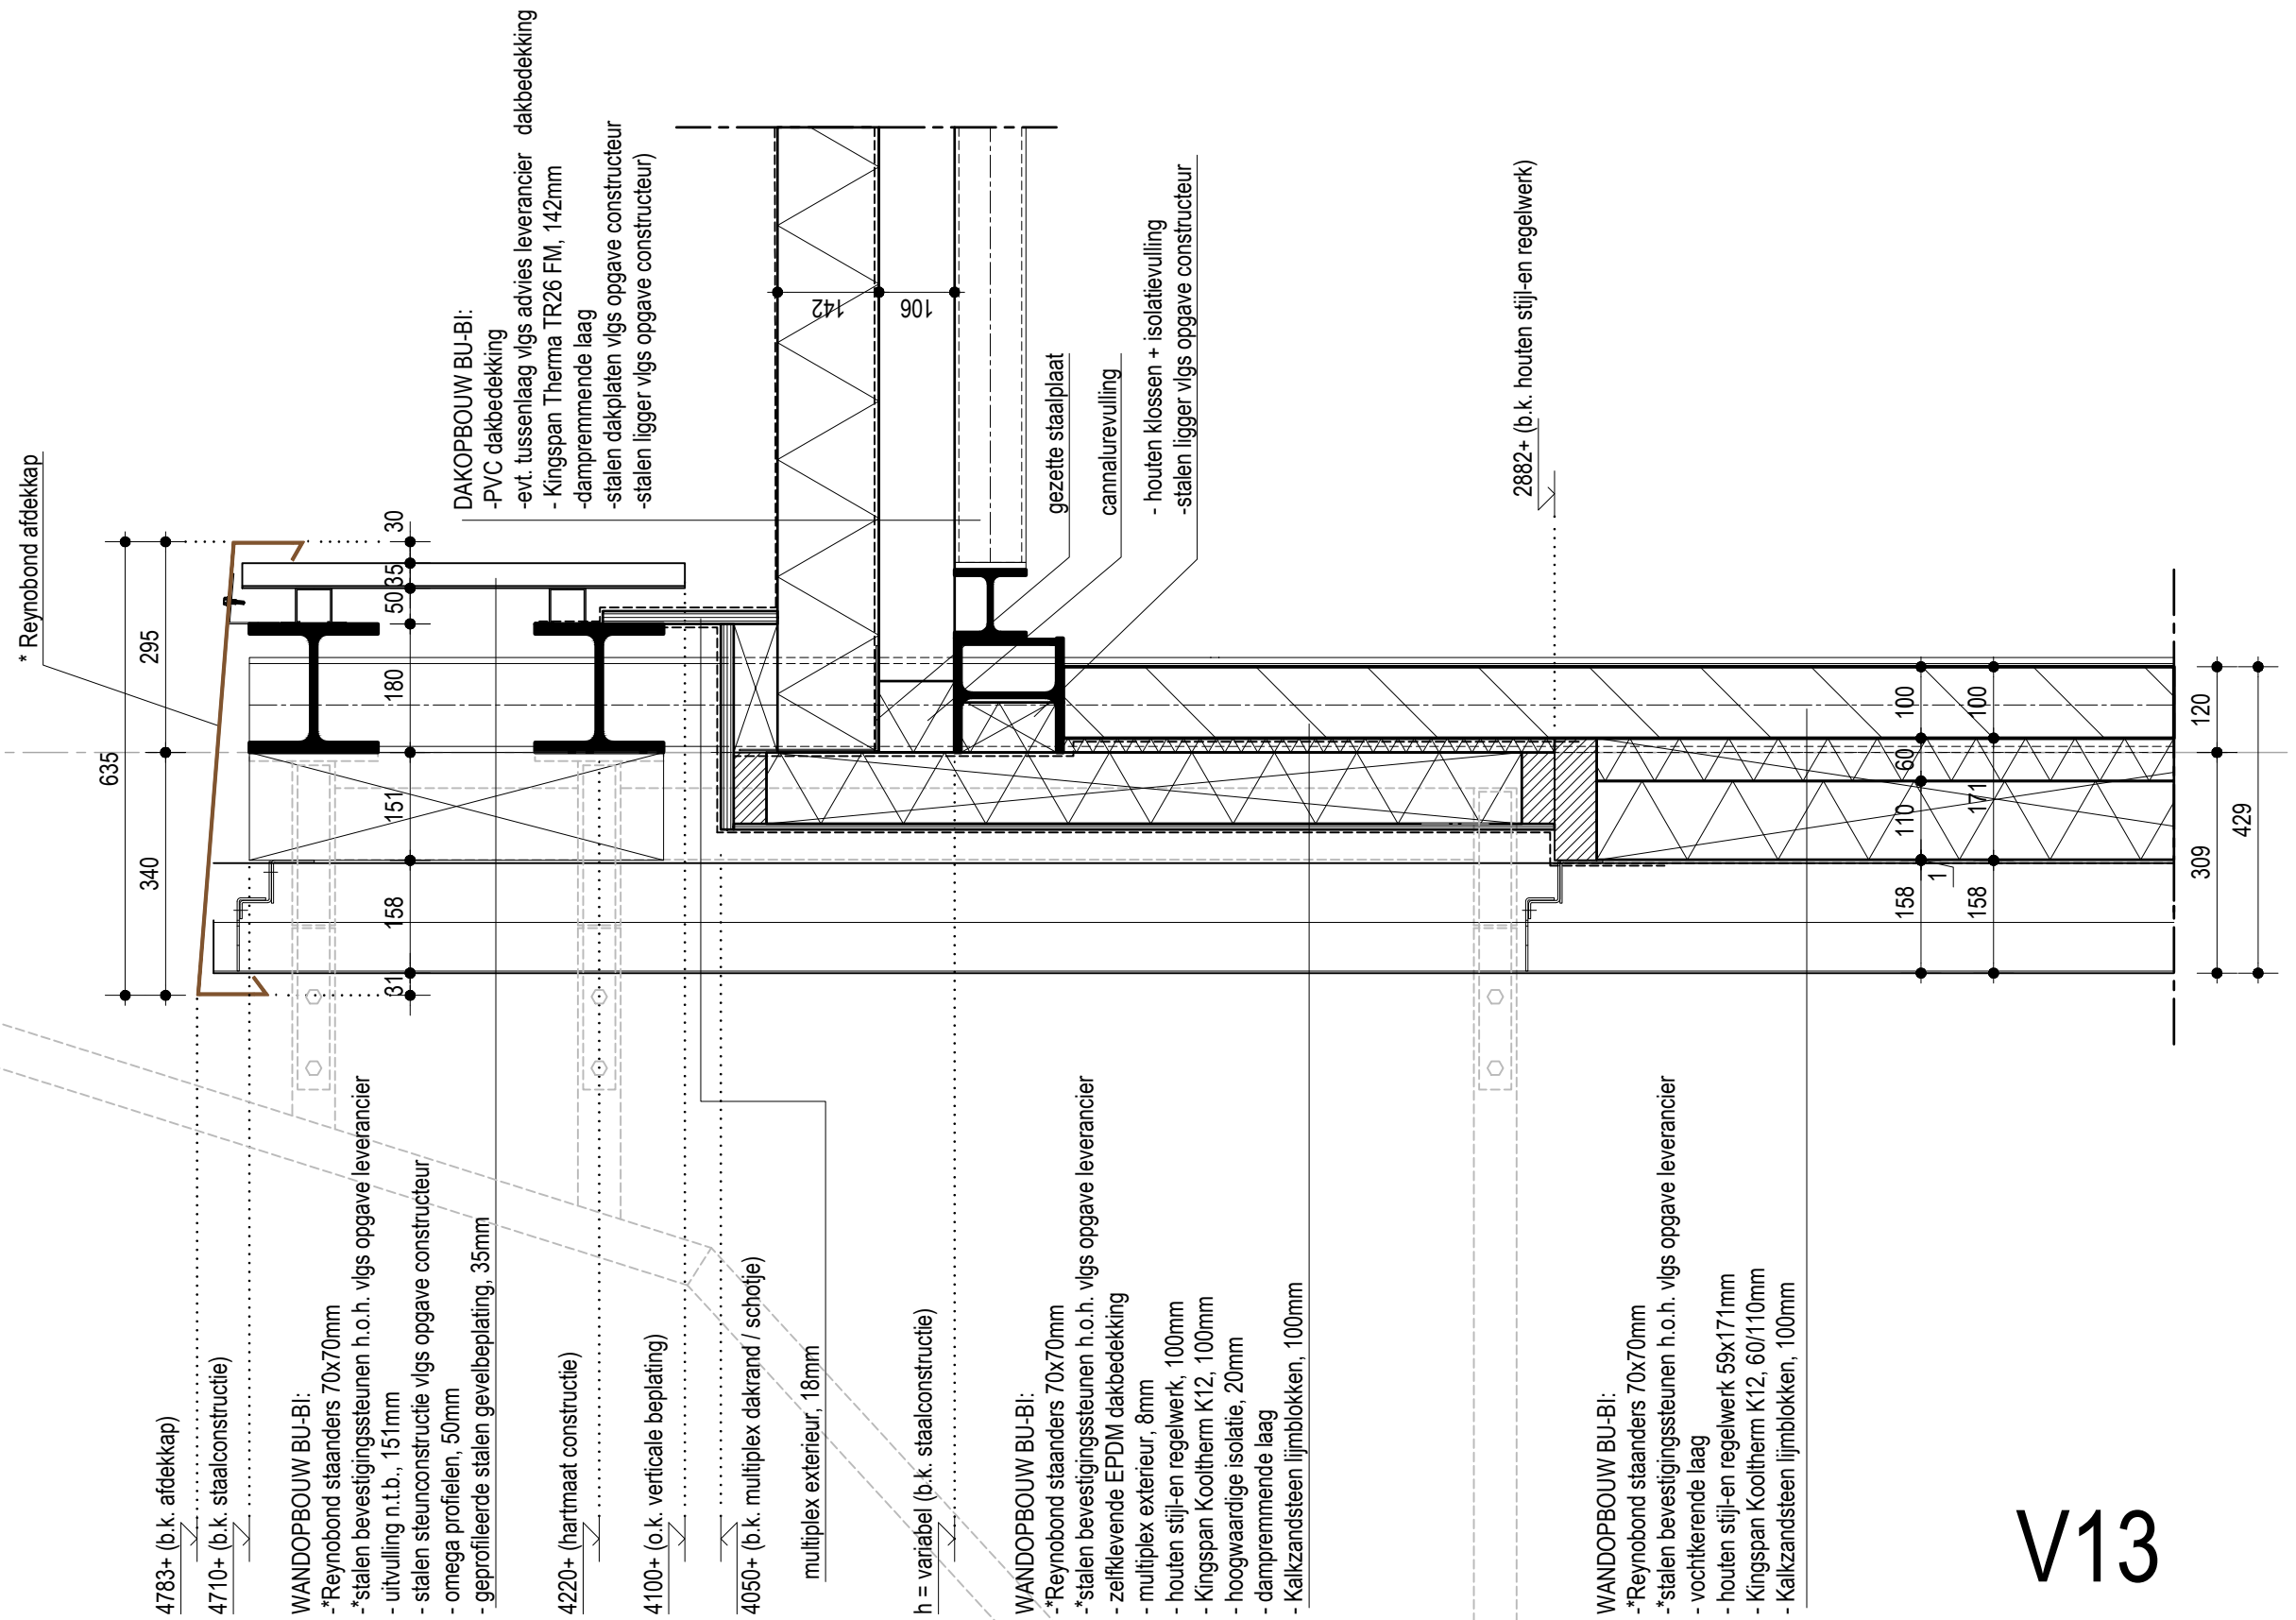 * Reynobond afdekkap
DAKOPBOUW BU-BI:
-PVC dakbedekking
-evt. tussenlaag vlgs advies leverancier dakbedekking
- Kingspan Therma TR26 FM, 142mm
-dampremmende laag
-stalen dakplaten vlgs opgave constructeur
-stalen ligger vlgs opgave constructeur)
gezette staalplaat
cannalurevulling
- houten klossen + isolatievulling
-stalen ligger vlgs opgave constructeur
2882+ (b.k. houten stijl-en regelwerk)
635
295
340
30
35
50
180
151
158
31
142
106
100
60
110
1
158
100
171
158
120
309
429
4783+ (b.k. afdekkap)
4710+ (b.k. staalconstructie)
WANDOPBOUW BU-BI:
-*Reynobond staanders 70x70mm
-*stalen bevestigingssteunen h.o.h. vlgs opgave leverancier
- uitvulling n.t.b., 151mm
- stalen steunconstructie vlgs opgave constructeur
- omega profielen, 50mm
- geprofileerde stalen gevelbeplating, 35mm
4220+ (hartmaat constructie)
4100+ (o.k. verticale beplating)
4050+ (b.k. multiplex dakrand / schotje)
multiplex exterieur, 18mm
h = variabel (b.k. staalconstructie)
WANDOPBOUW BU-BI:
-*Reynobond staanders 70x70mm
-*stalen bevestigingssteunen h.o.h. vlgs opgave leverancier
- zelfklevende EPDM dakbedekking
- multiplex exterieur, 8mm
- houten stijl-en regelwerk, 100mm
- Kingspan Kooltherm K12, 100mm
- hoogwaardige isolatie, 20mm
- dampremmende laag
- Kalkzandsteen lijmblokken, 100mm
WANDOPBOUW BU-BI:
-*Reynobond staanders 70x70mm
-*stalen bevestigingssteunen h.o.h. vlgs opgave leverancier
- vochtkerende laag
- houten stijl-en regelwerk 59x171mm
- Kingspan Kooltherm K12, 60/110mm
- Kalkzandsteen lijmblokken, 100mm
V13